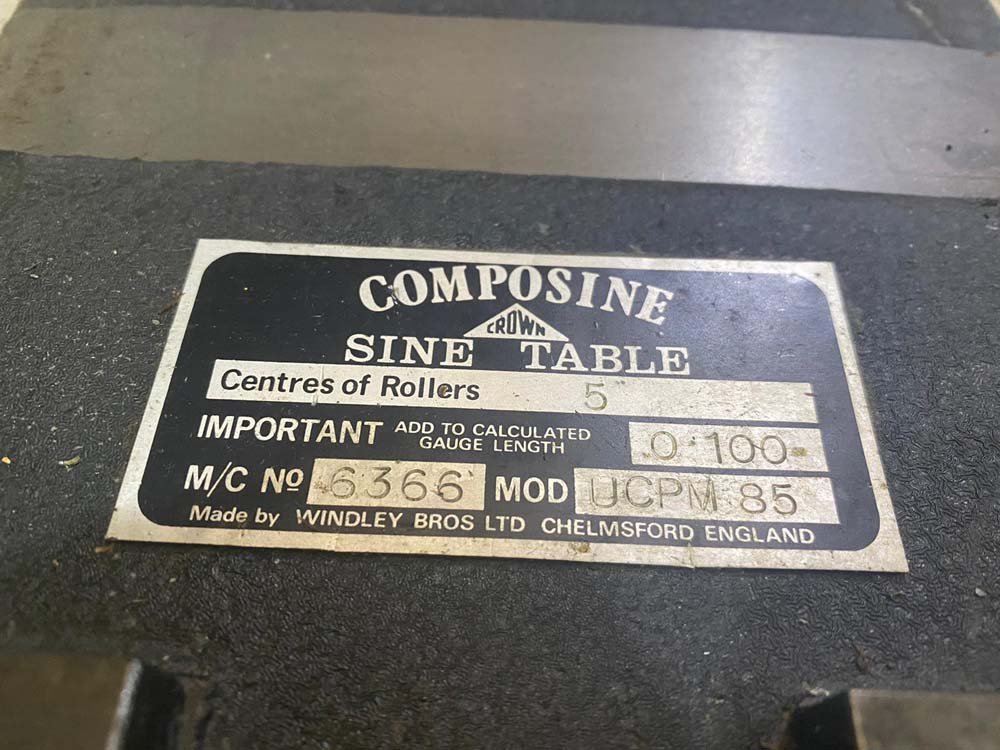 COMPOSINE
CROWN
SINE TABLE
Centres of Rollers 5"
IMPORTANT ADD TO CALCULATED GAUGE LENGTH 0·100
M/C Nº 6366 MOD UCPM 85
Made by WINDLEY BROS LTD CHELMSFORD ENGLAND